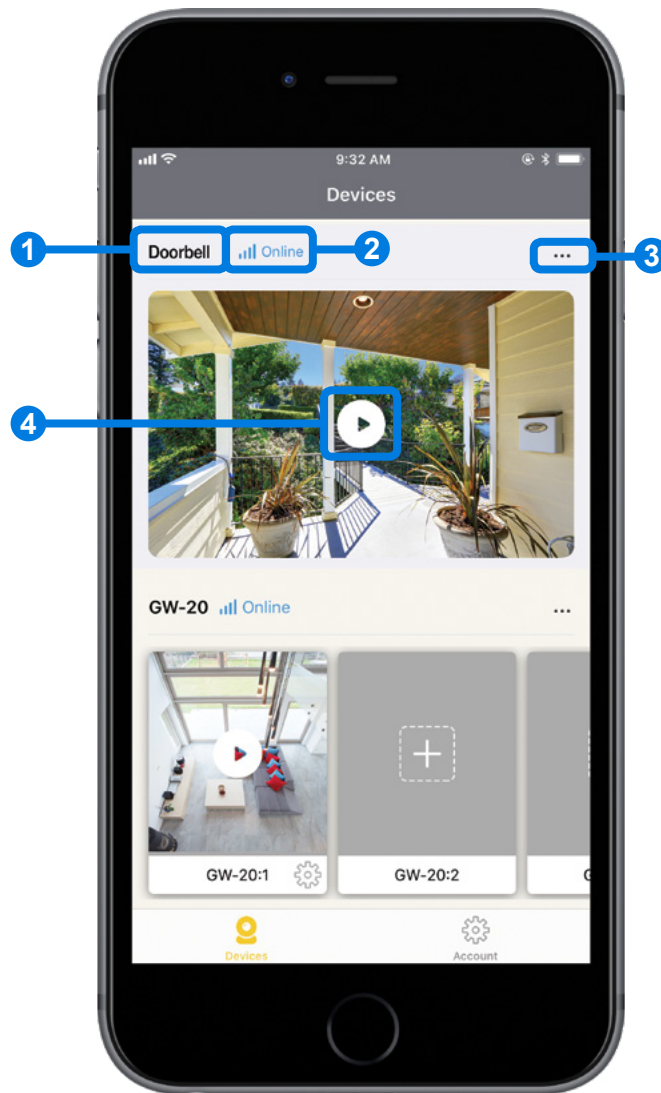 9:32 AM
Devices
1 Doorbell Online 2 ... 3
4
GW-20 Online ...
GW-20:1 GW-20:2 G
Devices Account